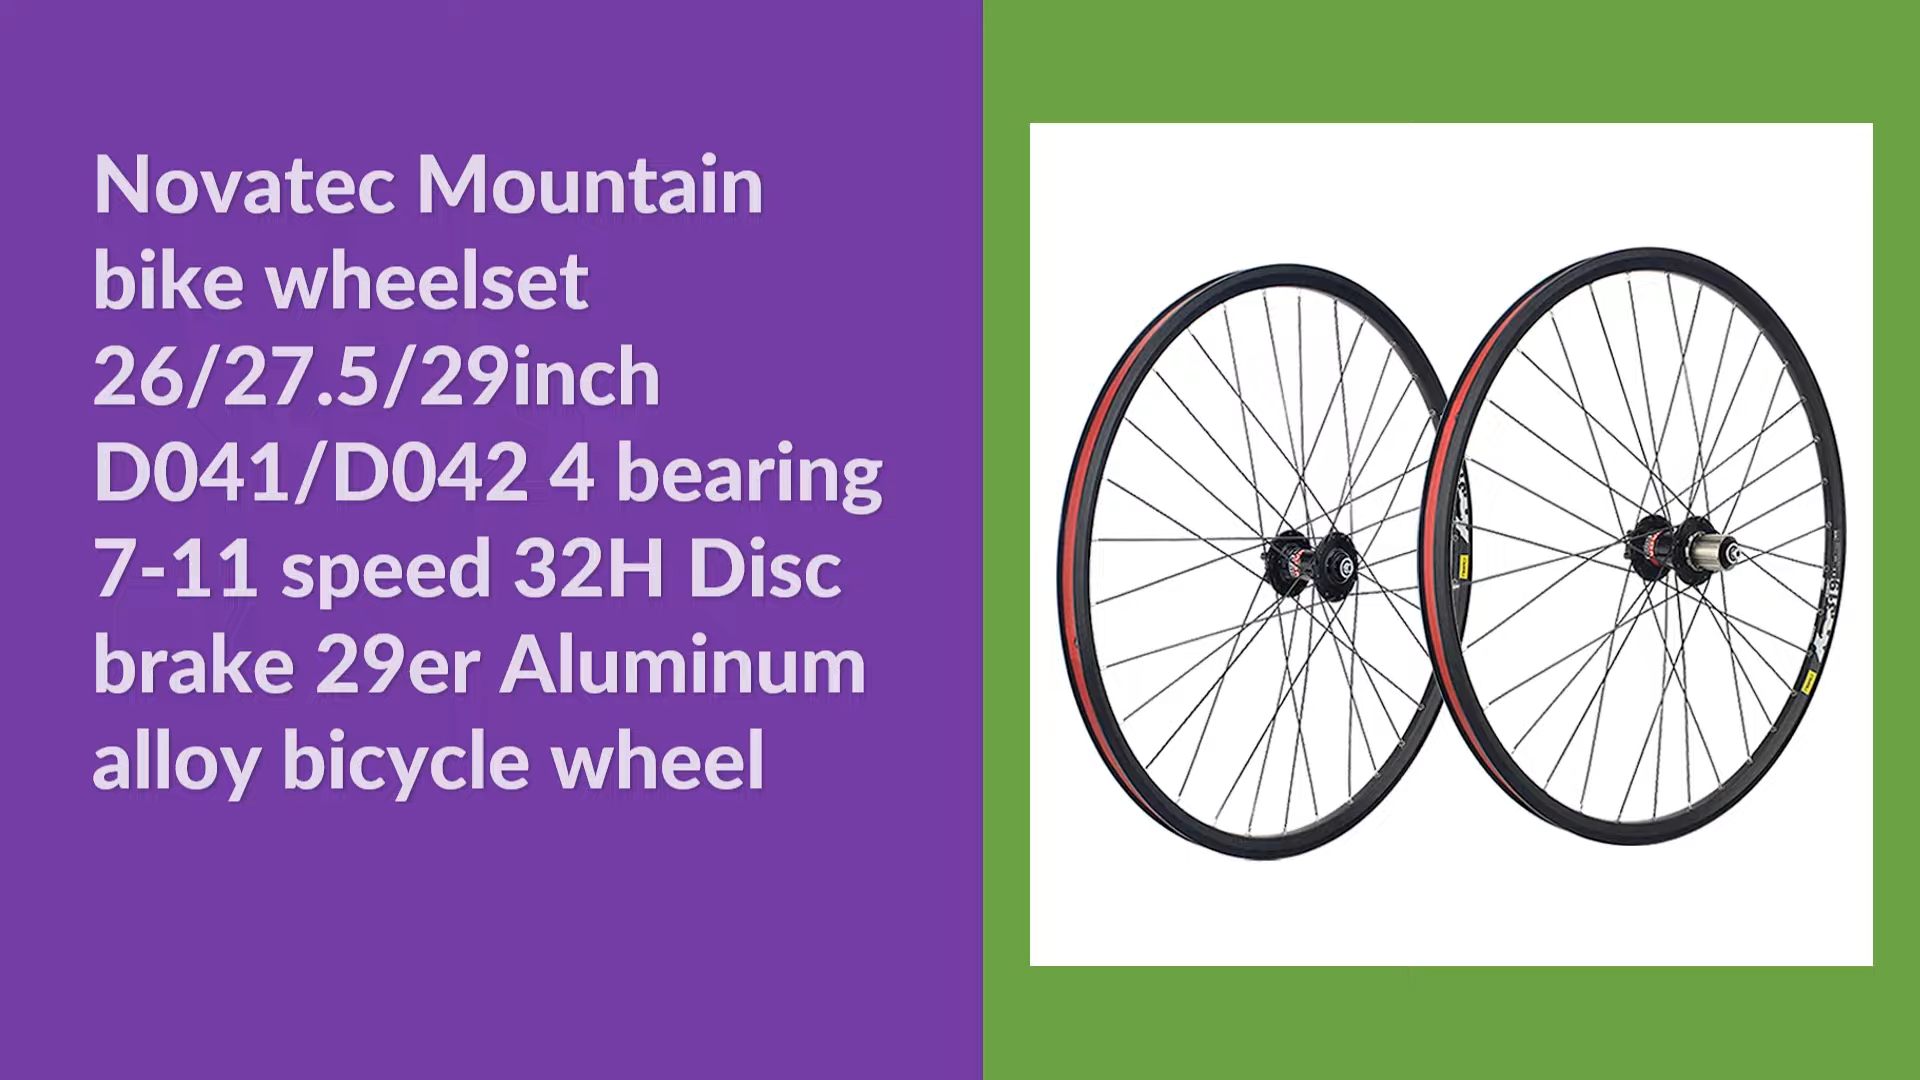 Novatec Mountain
bike wheelset
26/27.5/29inch
D041/D042 4 bearing
7-11 speed 32H Disc
brake 29er Aluminum
alloy bicycle wheel